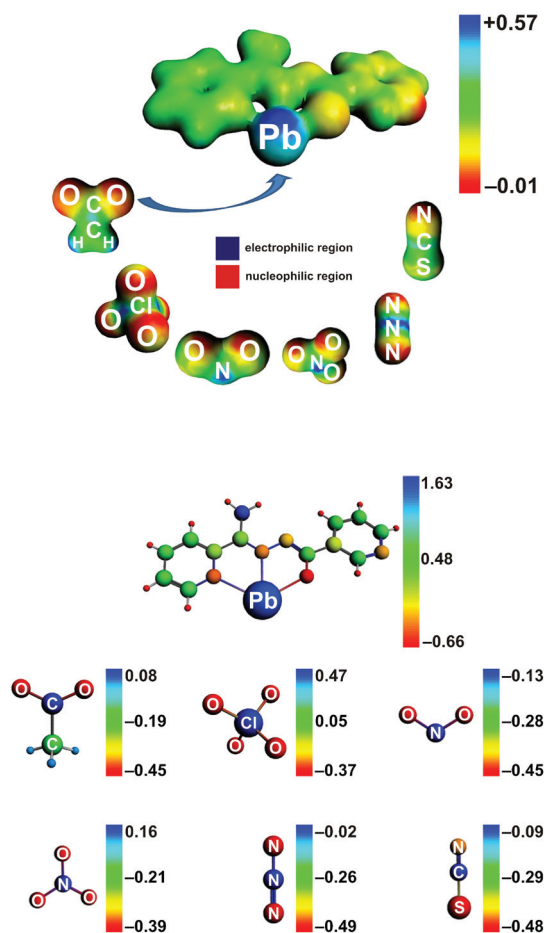 +0.57
Pb
−0.01
O O
C
C
H H
N
C
S
electrophilic region
nucleophilic region
O
Cl
O
O
N
N
N
O O
N
O
O N
O
1.63
0.48
−0.66
Pb
0.08
−0.19
−0.45
O O
C
C
0.47
0.05
−0.37
O O
Cl
O O
−0.13
−0.28
−0.45
O O
N
0.16
−0.21
−0.39
O
N
O O
−0.02
−0.26
−0.49
N
N
N
−0.09
−0.29
−0.48
N
C
S